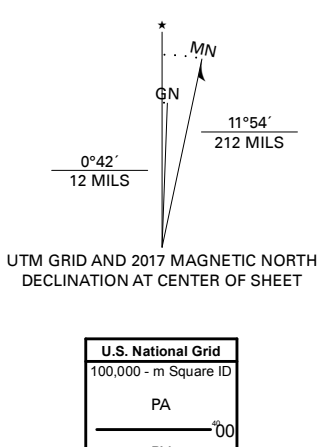 MN
GN
11°54´
212 MILS
0°42´
12 MILS
UTM GRID AND 2017 MAGNETIC NORTH
DECLINATION AT CENTER OF SHEET
U.S. National Grid
100,000 - m Square ID
PA
4000